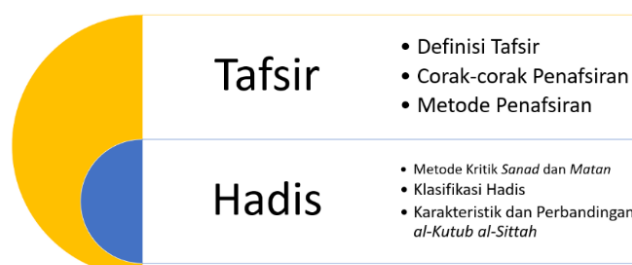 Tafsir
• Definisi Tafsir
• Corak-corak Penafsiran
• Metode Penafsiran
Hadis
• Metode Kritik Sanad dan Matan
• Klasifikasi Hadis
• Karakteristik dan Perbandingan
al-Kutub al-Sittah